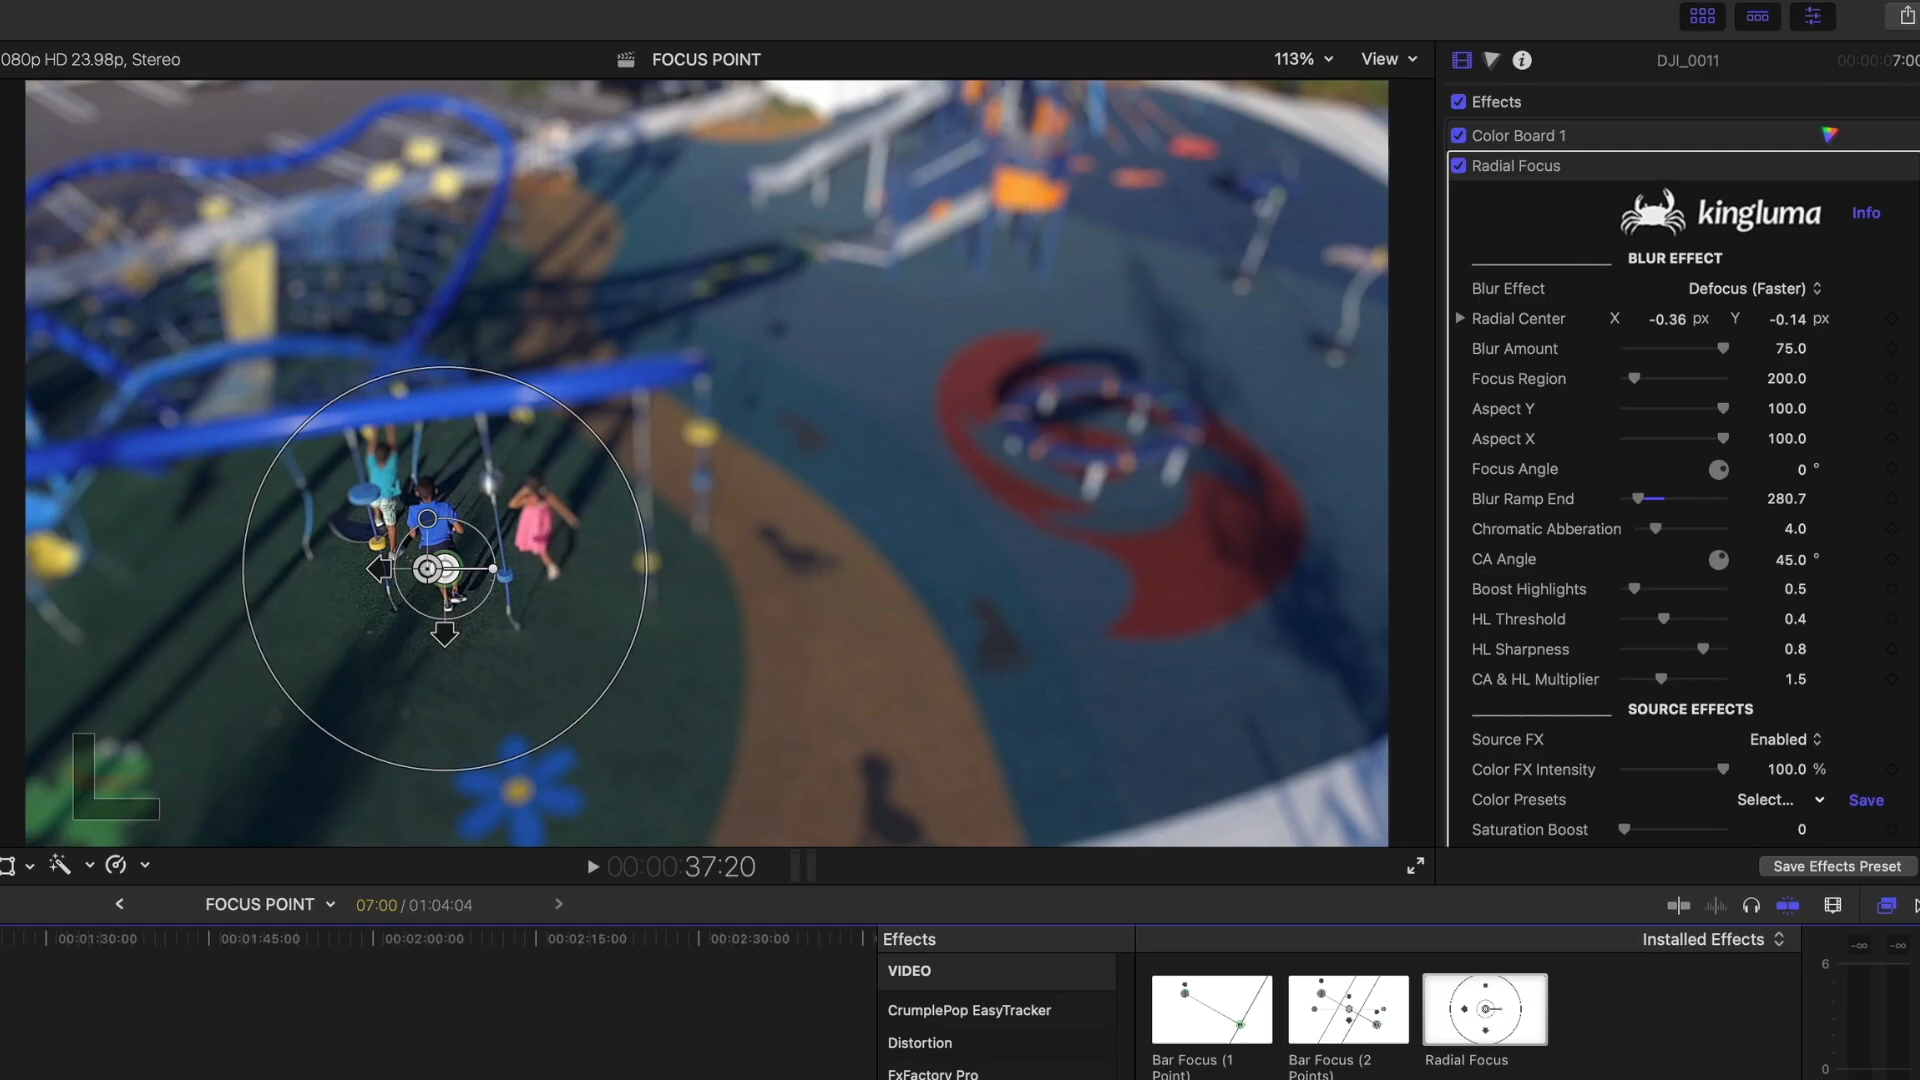 080p HD 23.98p, Stereo
FOCUS POINT
113%
View
DJI_0011
00:00:07:00
Effects
Color Board 1
Radial Focus
kingluma
Info
BLUR EFFECT
Blur Effect Defocus (Faster)
Radial Center X -0.36 px Y -0.14 px
Blur Amount 75.0
Focus Region 200.0
Aspect Y 100.0
Aspect X 100.0
Focus Angle 0 °
Blur Ramp End 280.7
Chromatic Abberation 4.0
CA Angle 45.0 °
Boost Highlights 0.5
HL Threshold 0.4
HL Sharpness 0.8
CA & HL Multiplier 1.5
SOURCE EFFECTS
Source FX Enabled
Color FX Intensity 100.0 %
Color Presets Select... Save
Saturation Boost 0
00:00:37:20
Save Effects Preset
FOCUS POINT 07:00 / 01:04:04
00:01:30:00 00:01:45:00 00:02:00:00 00:02:15:00 00:02:30:00
Effects
Installed Effects
VIDEO
CrumplePop EasyTracker
Distortion
FxFactory Pro
Bar Focus (1
Point)
Bar Focus (2
Points)
Radial Focus
-∞ -∞
6
0